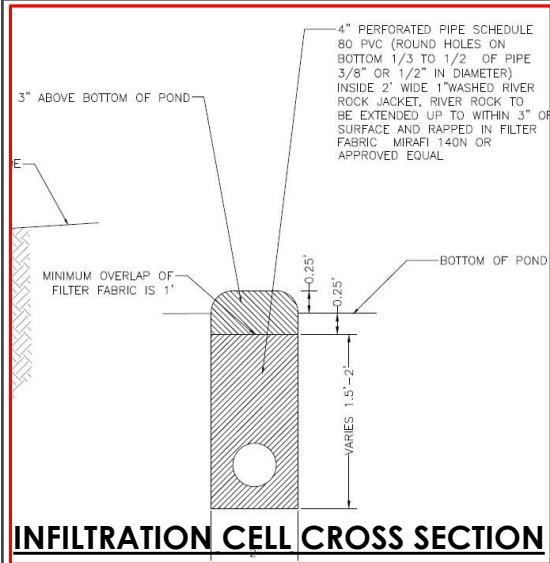 4" PERFORATED PIPE SCHEDULE
80 PVC (ROUND HOLES ON
BOTTOM 1/3 TO 1/2 OF PIPE
3/8" OR 1/2" IN DIAMETER)
INSIDE 2' WIDE 1"WASHED RIVER
ROCK JACKET, RIVER ROCK TO
BE EXTENDED UP TO WITHIN 3" OF
SURFACE AND RAPPED IN FILTER
FABRIC MIRAFI 140N OR
APPROVED EQUAL
3" ABOVE BOTTOM OF POND
E
MINIMUM OVERLAP OF
FILTER FABRIC IS 1'
BOTTOM OF POND
0.25'
0.25'
VARIES 1.5'-2'
INFILTRATION CELL CROSS SECTION